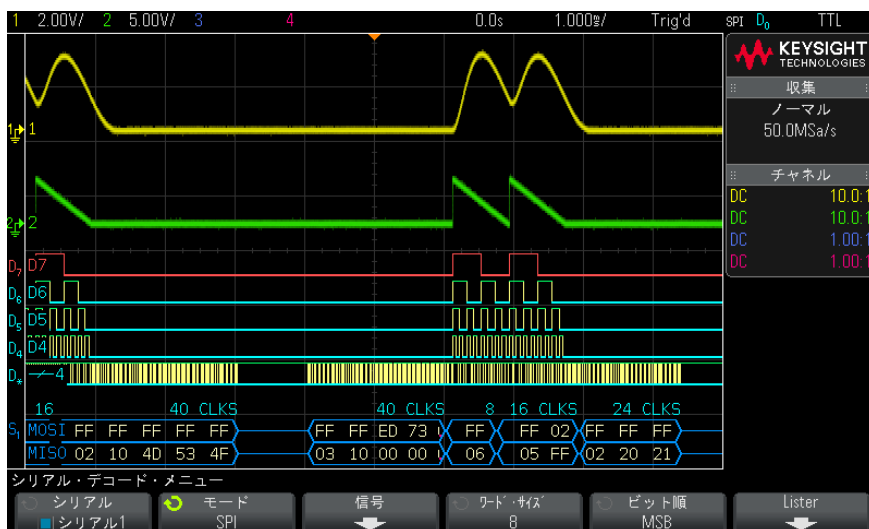 1 2.00V/ 2 5.00V/ 3 4 0.0s 1.000㎳/ Trig'd SPI D₀ TTL
KEYSIGHT
TECHNOLOGIES
収集
ノーマル
50.0MSa/s
チャネル
DC 10.0:1
DC 10.0:1
DC 1.00:1
DC 1.00:1
1 1
2 2
D₇ D7
D₆ D6
D₅ D5
D₄ D4
D* 4
16 40 CLKS 40 CLKS 8 16 CLKS 24 CLKS
S₁ MOSI FF FF FF FF FF FF FF ED 73 FF FF 02 FF FF FF
MISO 02 10 4D 53 4F 03 10 00 00 06 05 FF 02 20 21
シリアル・デコード・メニュー
シリアル モード 信号 ワード・サイズ ビット順 Lister
シリアル1 SPI 8 MSB